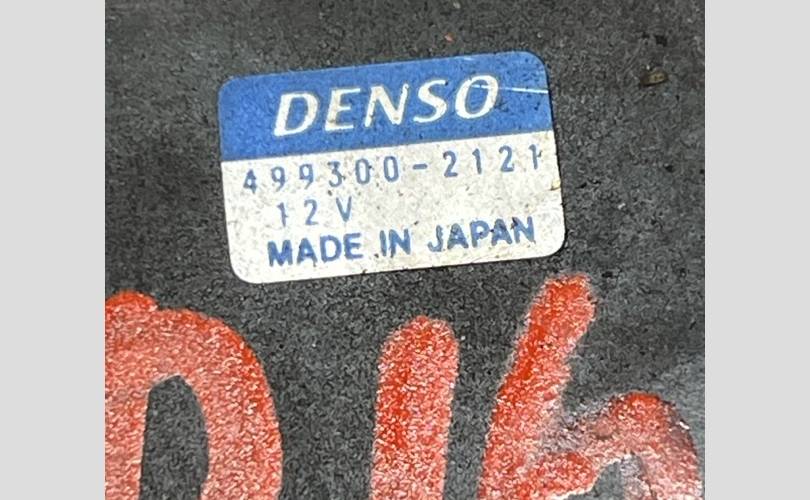 DENSO
499300-2121
12V
MADE IN JAPAN